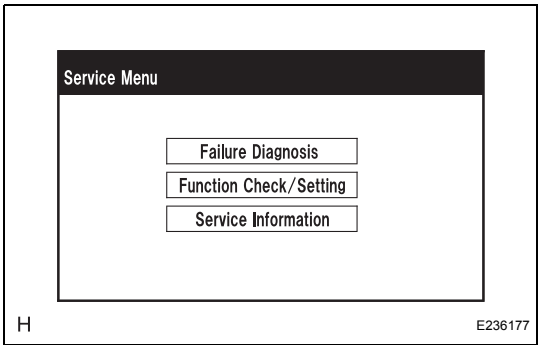 Service Menu
Failure Diagnosis
Function Check/Setting
Service Information
H
E236177